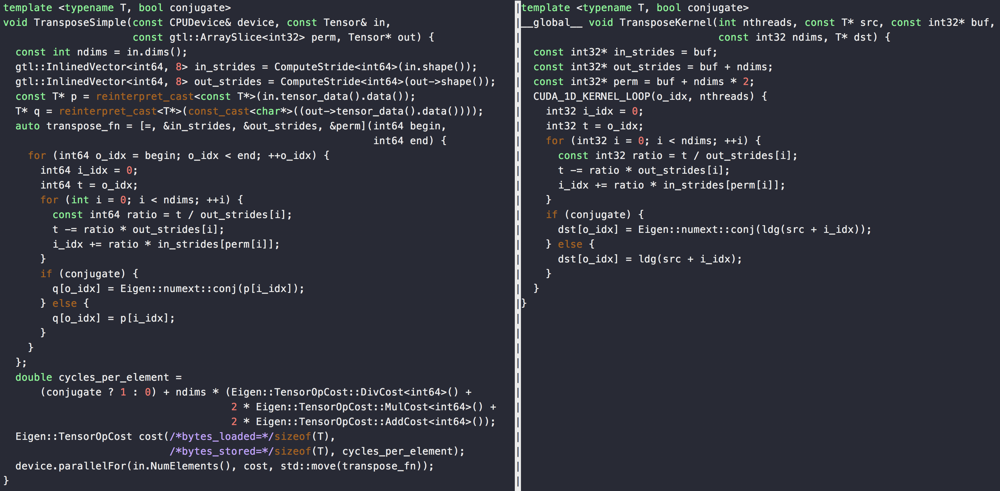 template <typename T, bool conjugate>
void TransposeSimple(const CPUDevice& device, const Tensor& in,
                     const gtl::ArraySlice<int32> perm, Tensor* out) {
  const int ndims = in.dims();
  gtl::InlinedVector<int64, 8> in_strides = ComputeStride<int64>(in.shape());
  gtl::InlinedVector<int64, 8> out_strides = ComputeStride<int64>(out->shape());
  const T* p = reinterpret_cast<const T*>(in.tensor_data().data());
  T* q = reinterpret_cast<T*>(const_cast<char*>((out->tensor_data().data())));
  auto transpose_fn = [=, &in_strides, &out_strides, &perm](int64 begin,
                                                            int64 end) {
    for (int64 o_idx = begin; o_idx < end; ++o_idx) {
      int64 i_idx = 0;
      int64 t = o_idx;
      for (int i = 0; i < ndims; ++i) {
        const int64 ratio = t / out_strides[i];
        t -= ratio * out_strides[i];
        i_idx += ratio * in_strides[perm[i]];
      }
      if (conjugate) {
        q[o_idx] = Eigen::numext::conj(p[i_idx]);
      } else {
        q[o_idx] = p[i_idx];
      }
    }
  };
  double cycles_per_element =
      (conjugate ? 1 : 0) + ndims * (Eigen::TensorOpCost::DivCost<int64>() +
                                     2 * Eigen::TensorOpCost::MulCost<int64>() +
                                     2 * Eigen::TensorOpCost::AddCost<int64>());
  Eigen::TensorOpCost cost(/*bytes_loaded=*/sizeof(T),
                           /*bytes_stored=*/sizeof(T), cycles_per_element);
  device.parallelFor(in.NumElements(), cost, std::move(transpose_fn));
}
template <typename T, bool conjugate>
__global__ void TransposeKernel(int nthreads, const T* src, const int32* buf,
                                const int32 ndims, T* dst) {
  const int32* in_strides = buf;
  const int32* out_strides = buf + ndims;
  const int32* perm = buf + ndims * 2;
  CUDA_1D_KERNEL_LOOP(o_idx, nthreads) {
    int32 i_idx = 0;
    int32 t = o_idx;
    for (int32 i = 0; i < ndims; ++i) {
      const int32 ratio = t / out_strides[i];
      t -= ratio * out_strides[i];
      i_idx += ratio * in_strides[perm[i]];
    }
    if (conjugate) {
      dst[o_idx] = Eigen::numext::conj(ldg(src + i_idx));
    } else {
      dst[o_idx] = ldg(src + i_idx);
    }
  }
}